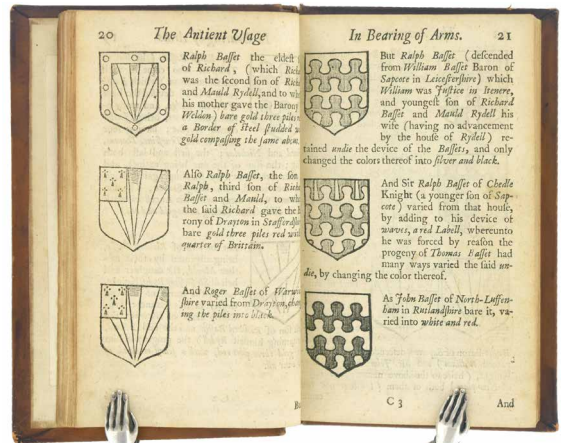 20 The Antient Usage
Ralph Basset the eldest
of Richard, (which
was the second son of
and Mauld Rydell, and to
his mother gave the Barony
Weldon) bare gold three piles
a Border of Steel studded
gold compassing the same
Also Ralph Basset, the son
Ralph, third son of
Basset and Mauld, to
the said Richard gave the
rony of Drayton in
bare gold three piles red
quarter of Brittain.
And Roger Basset of
shire varied from Drayton,
ing the piles into black.
In Bearing of Arms. 21
But Ralph Basset (descended
from William Basset Baron of
Sapcote in Leicestershire) which
William was Justice in Itenere,
and youngest son of Richard
Basset and Mauld Rydell his
wife (having no advancement
by the house of Rydell) re-
tained undie the device of the Bassets, and only
changed the colors thereof into silver and black.
And Sir Ralph Basset of Chedle
Knight (a younger son of Sap-
cote) varied from that house,
by adding to his device of
waves, a red Labell, whereunto
he was forced by reason the
progeny of Thomas Basset had
many ways varied the said un-
die, by changing the color thereof.
As John Basset of North-Luffen-
ham in Rutlandshire bare it, va-
ried into white and red.
C 3 And